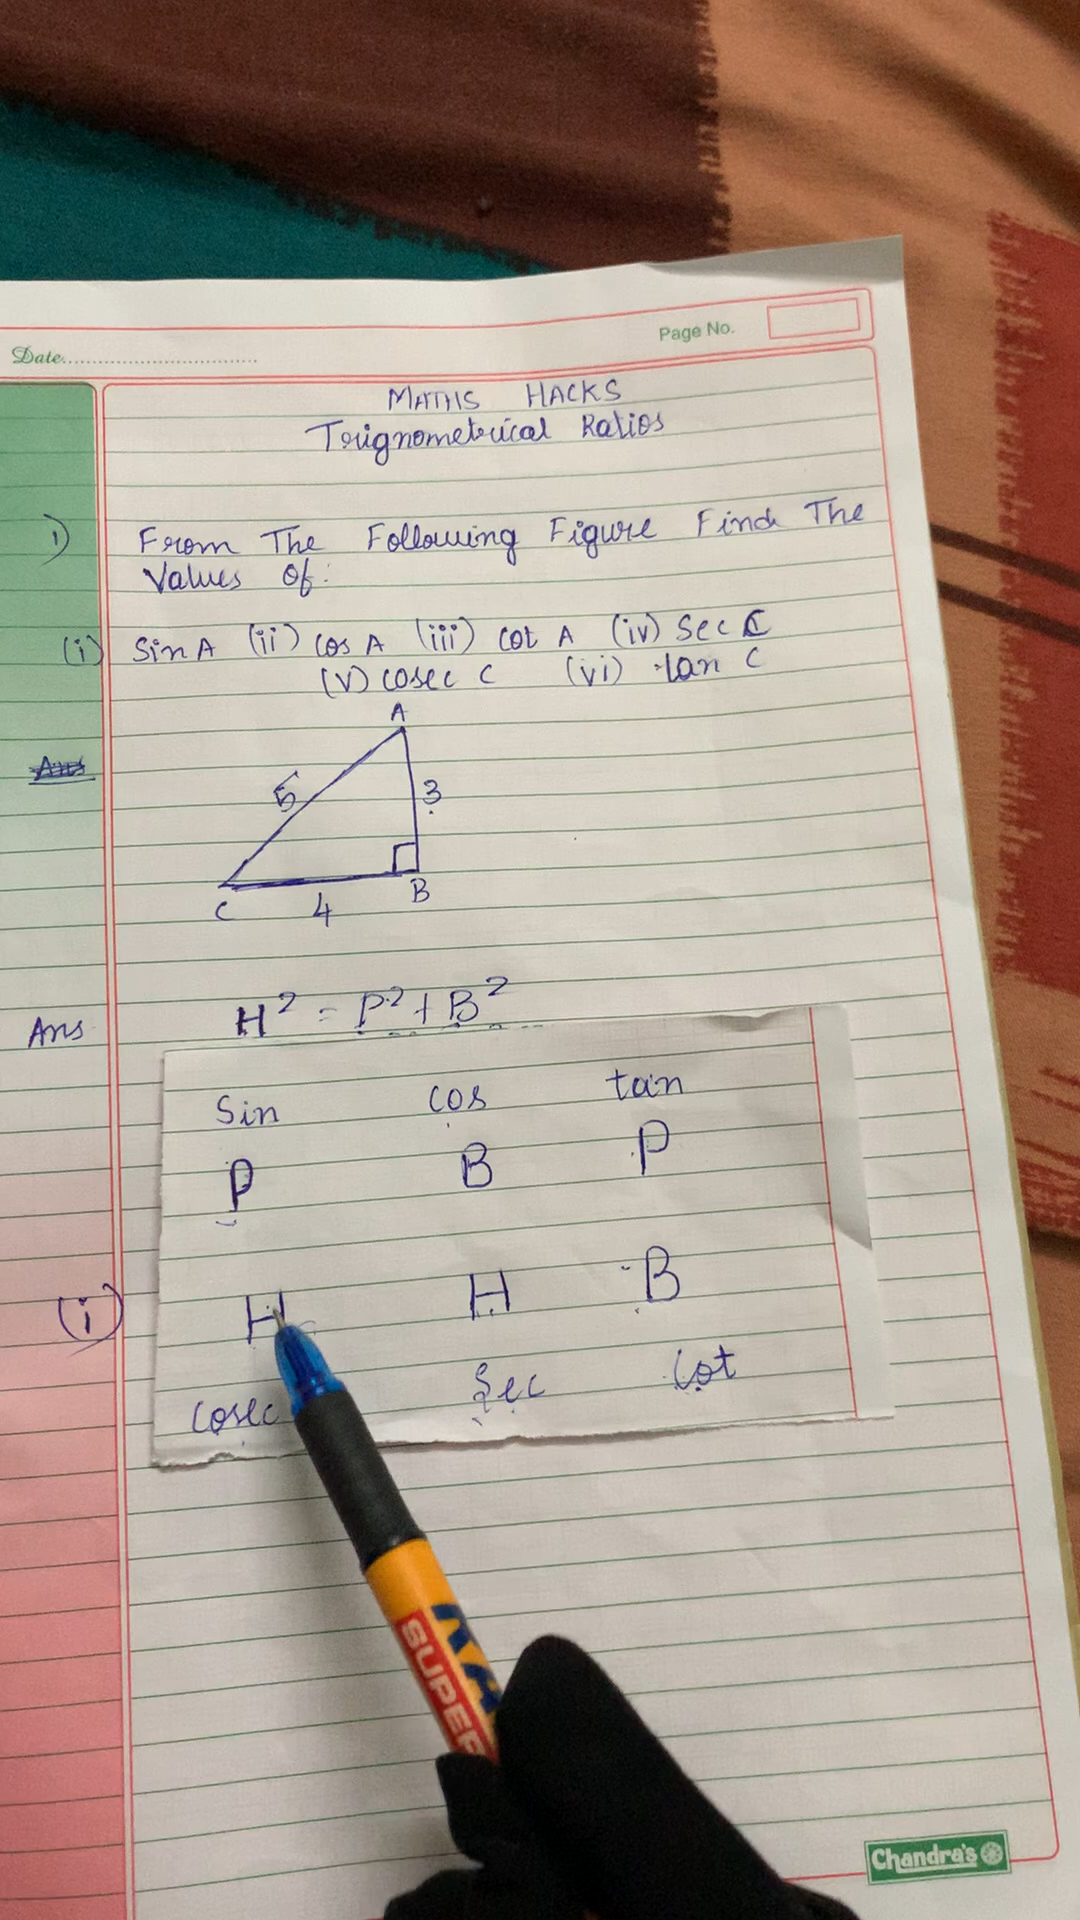 Page No.
Date
MATHS HACKS
Trignometrical Ratios
1) From The Following Figure Find The
Values Of:
(i) Sin A (ii) cos A (iii) cot A (iv) Sec C
(v) cosec C (vi) tan C
A
5
3
C
4
B
Ans
H² = P² + B²
Sin cos tan
P B P
(i)
H H B
Cosec Sec Cot
SUPER
Chandra's